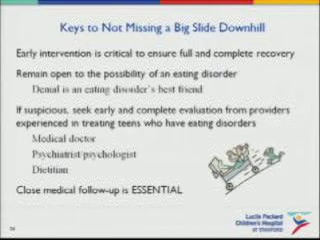 Keys to Not Missing a Big Slide Downhill
Early intervention is critical to ensure full and complete recovery
Remain open to the possibility of an eating disorder
Denial is an eating disorder's best friend
If suspicious, seek early and complete evaluation from providers
experienced in treating teens who have eating disorders
Medical doctor
Psychiatrist/psychologist
Dietitian
Close medical follow-up is ESSENTIAL
Lucile Packard
Children's Hospital
AT STANFORD